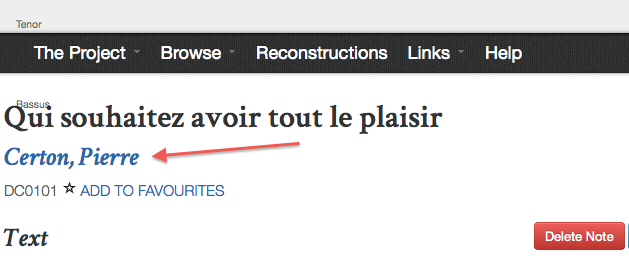 Tenor
The Project Browse Reconstructions Links Help
Bassus
Qui souhaitez avoir tout le plaisir
Certon, Pierre
DC0101 ADD TO FAVOURITES
Text
Delete Note